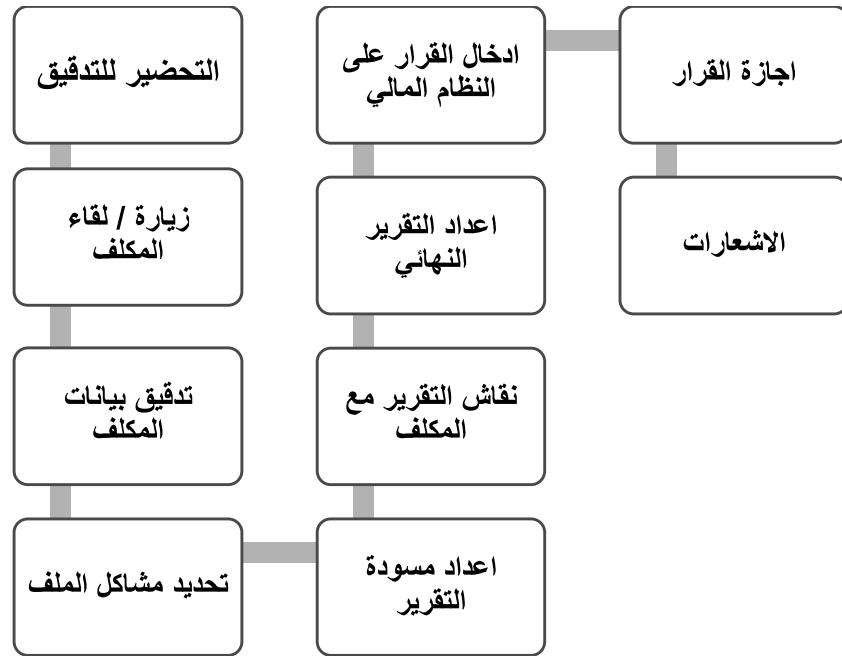 التحضير للتدقيق
زيارة / لقاء
المكلف
تدقيق بيانات
المكلف
تحديد مشاكل الملف
اعداد مسودة
التقرير
نقاش التقرير مع
المكلف
اعداد التقرير
النهائي
ادخال القرار على
النظام المالي
اجازة القرار
الاشعارات